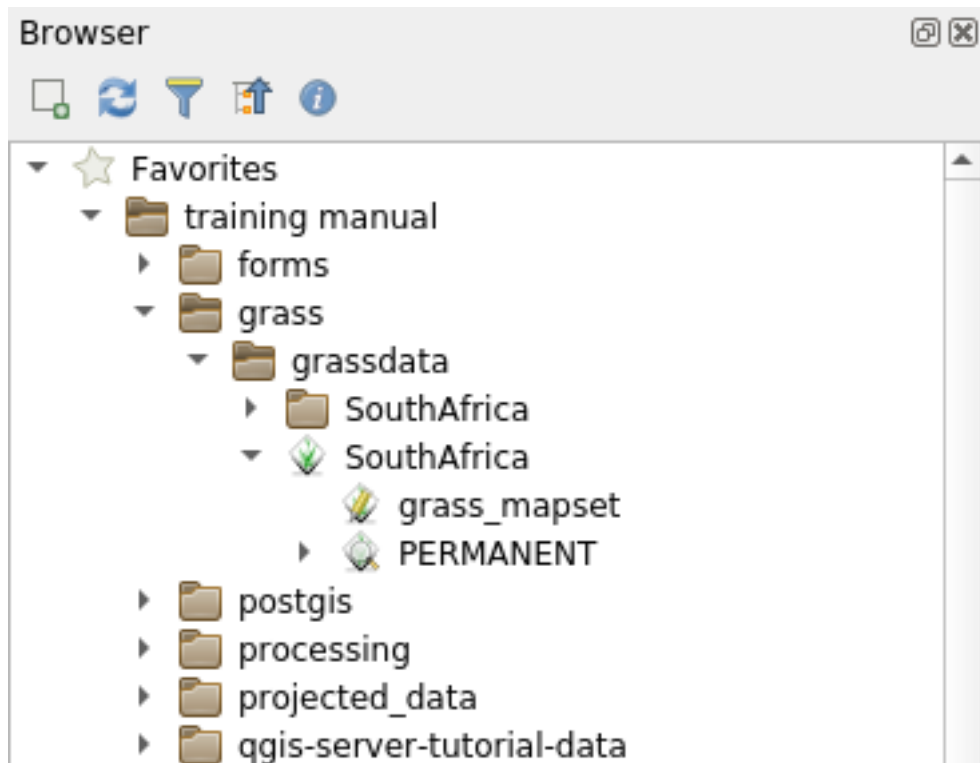 Browser
Favorites
training manual
forms
grass
grassdata
SouthAfrica
SouthAfrica
grass_mapset
PERMANENT
postgis
processing
projected_data
qgis-server-tutorial-data